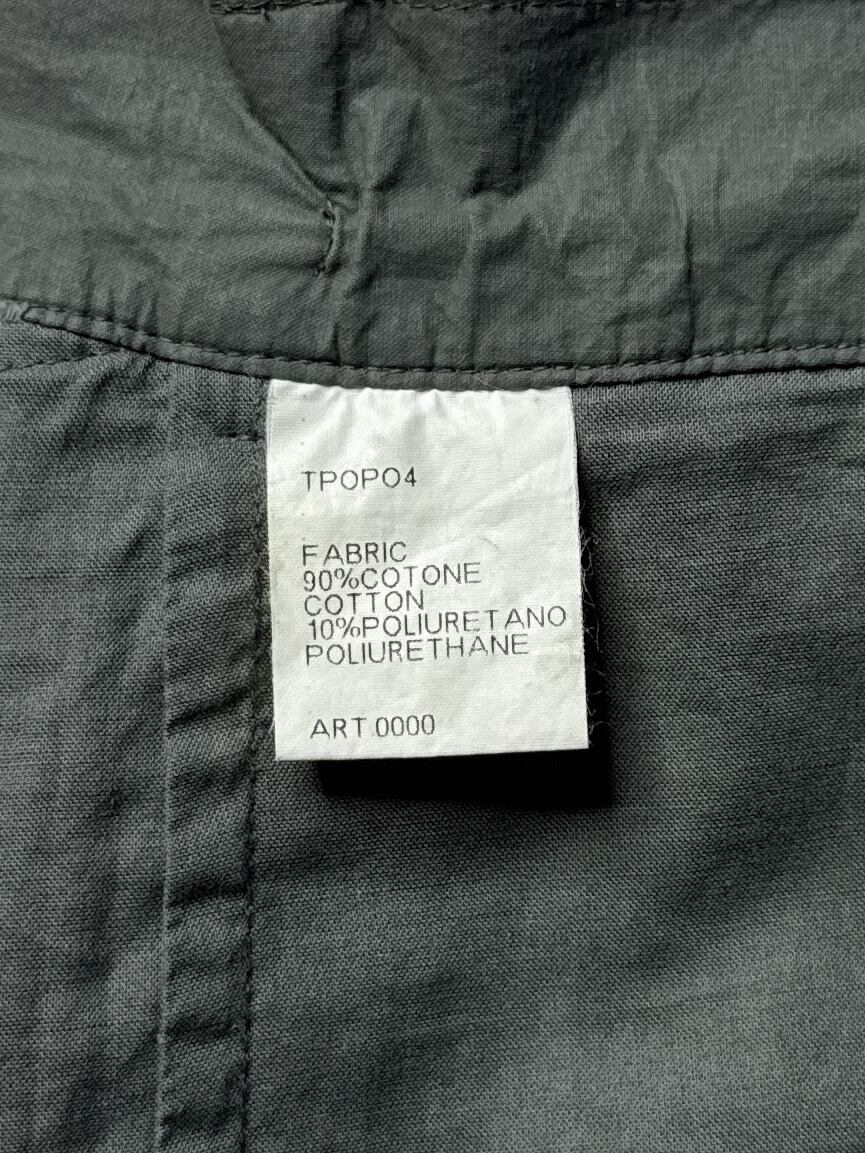 TPOPO4
FABRIC
90%COTONE
COTTON
10%POLIURETANO
POLIURETHANE
ART 0000